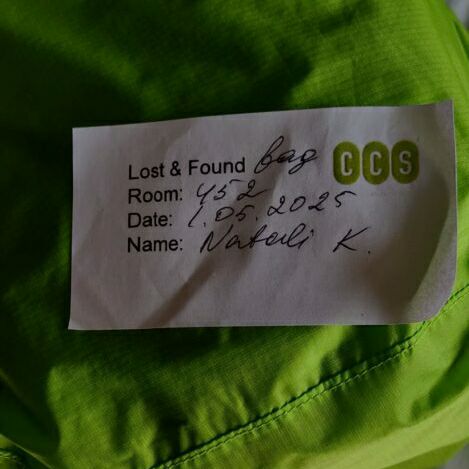 Lost & Found bag CCS
Room: 452
Date: 1.05.2025
Name: Natali K.